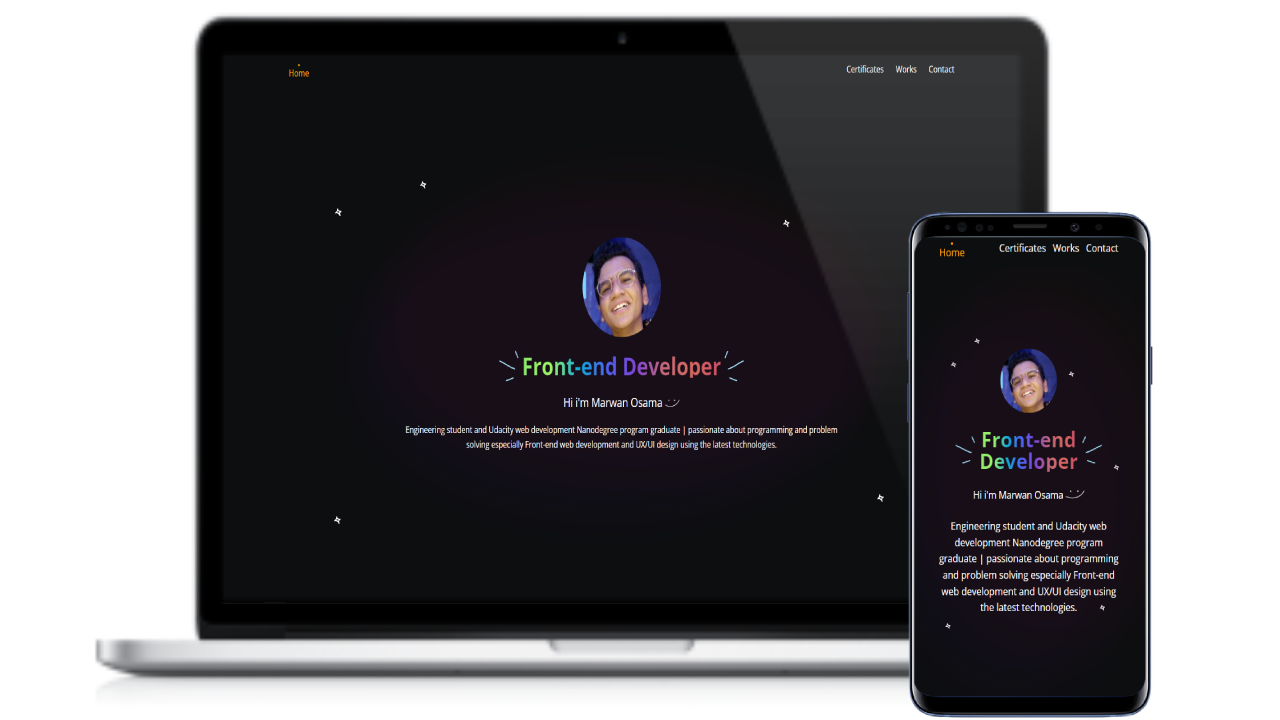 Home
Certificates Works Contact
Front-end Developer
Hi i'm Marwan Osama
Engineering student and Udacity web development Nanodegree program graduate | passionate about programming and problem
solving especially Front-end web development and UX/UI design using the latest technologies.
Home
Certificates Works Contact
Front-end
Developer
Hi i'm Marwan Osama
Engineering student and Udacity web
development Nanodegree program
graduate | passionate about programming
and problem solving especially Front-end
web development and UX/UI design using
the latest technologies.